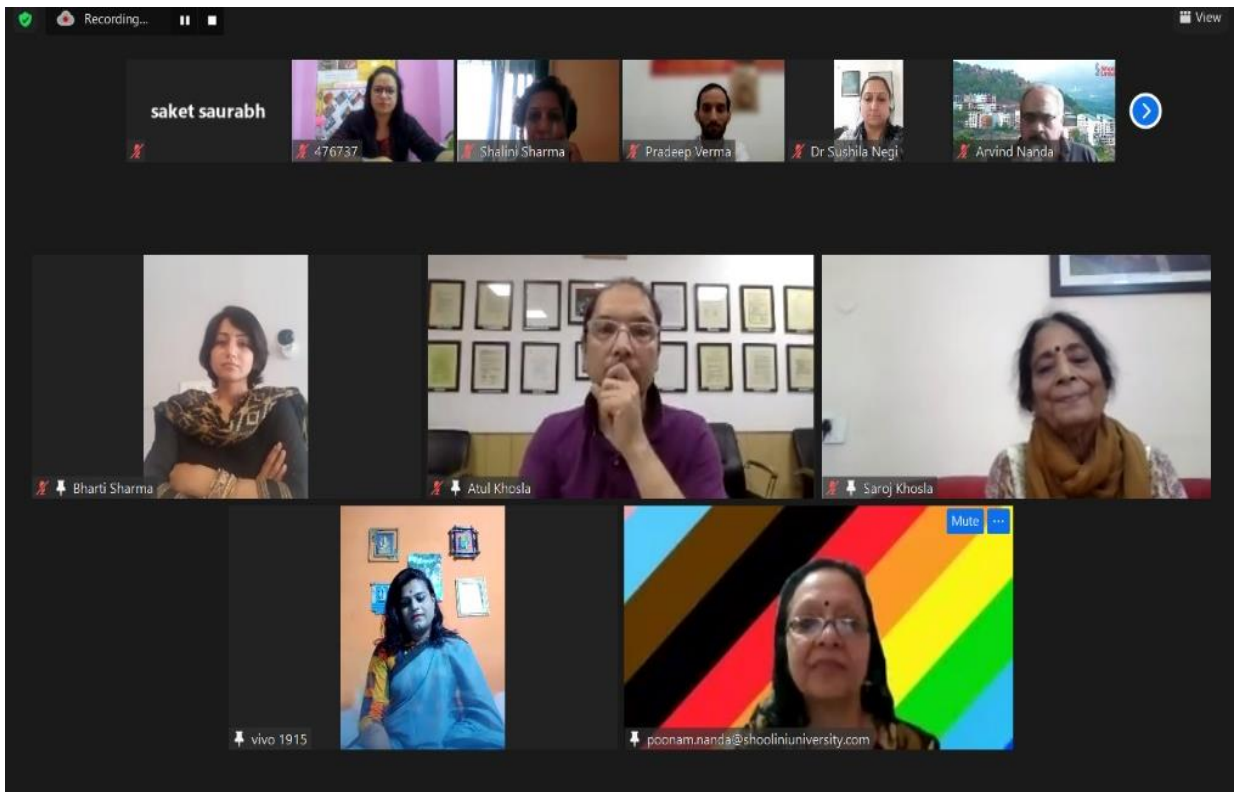 Recording...
View
saket saurabh
476737
Shalini Sharma
Pradeep Verma
Dr Sushila Negi
Arvind Nanda
Bharti Sharma
Atul Khosla
Saroj Khosla
Mute
vivo 1915
poonam.nanda@shooliniuniversity.com